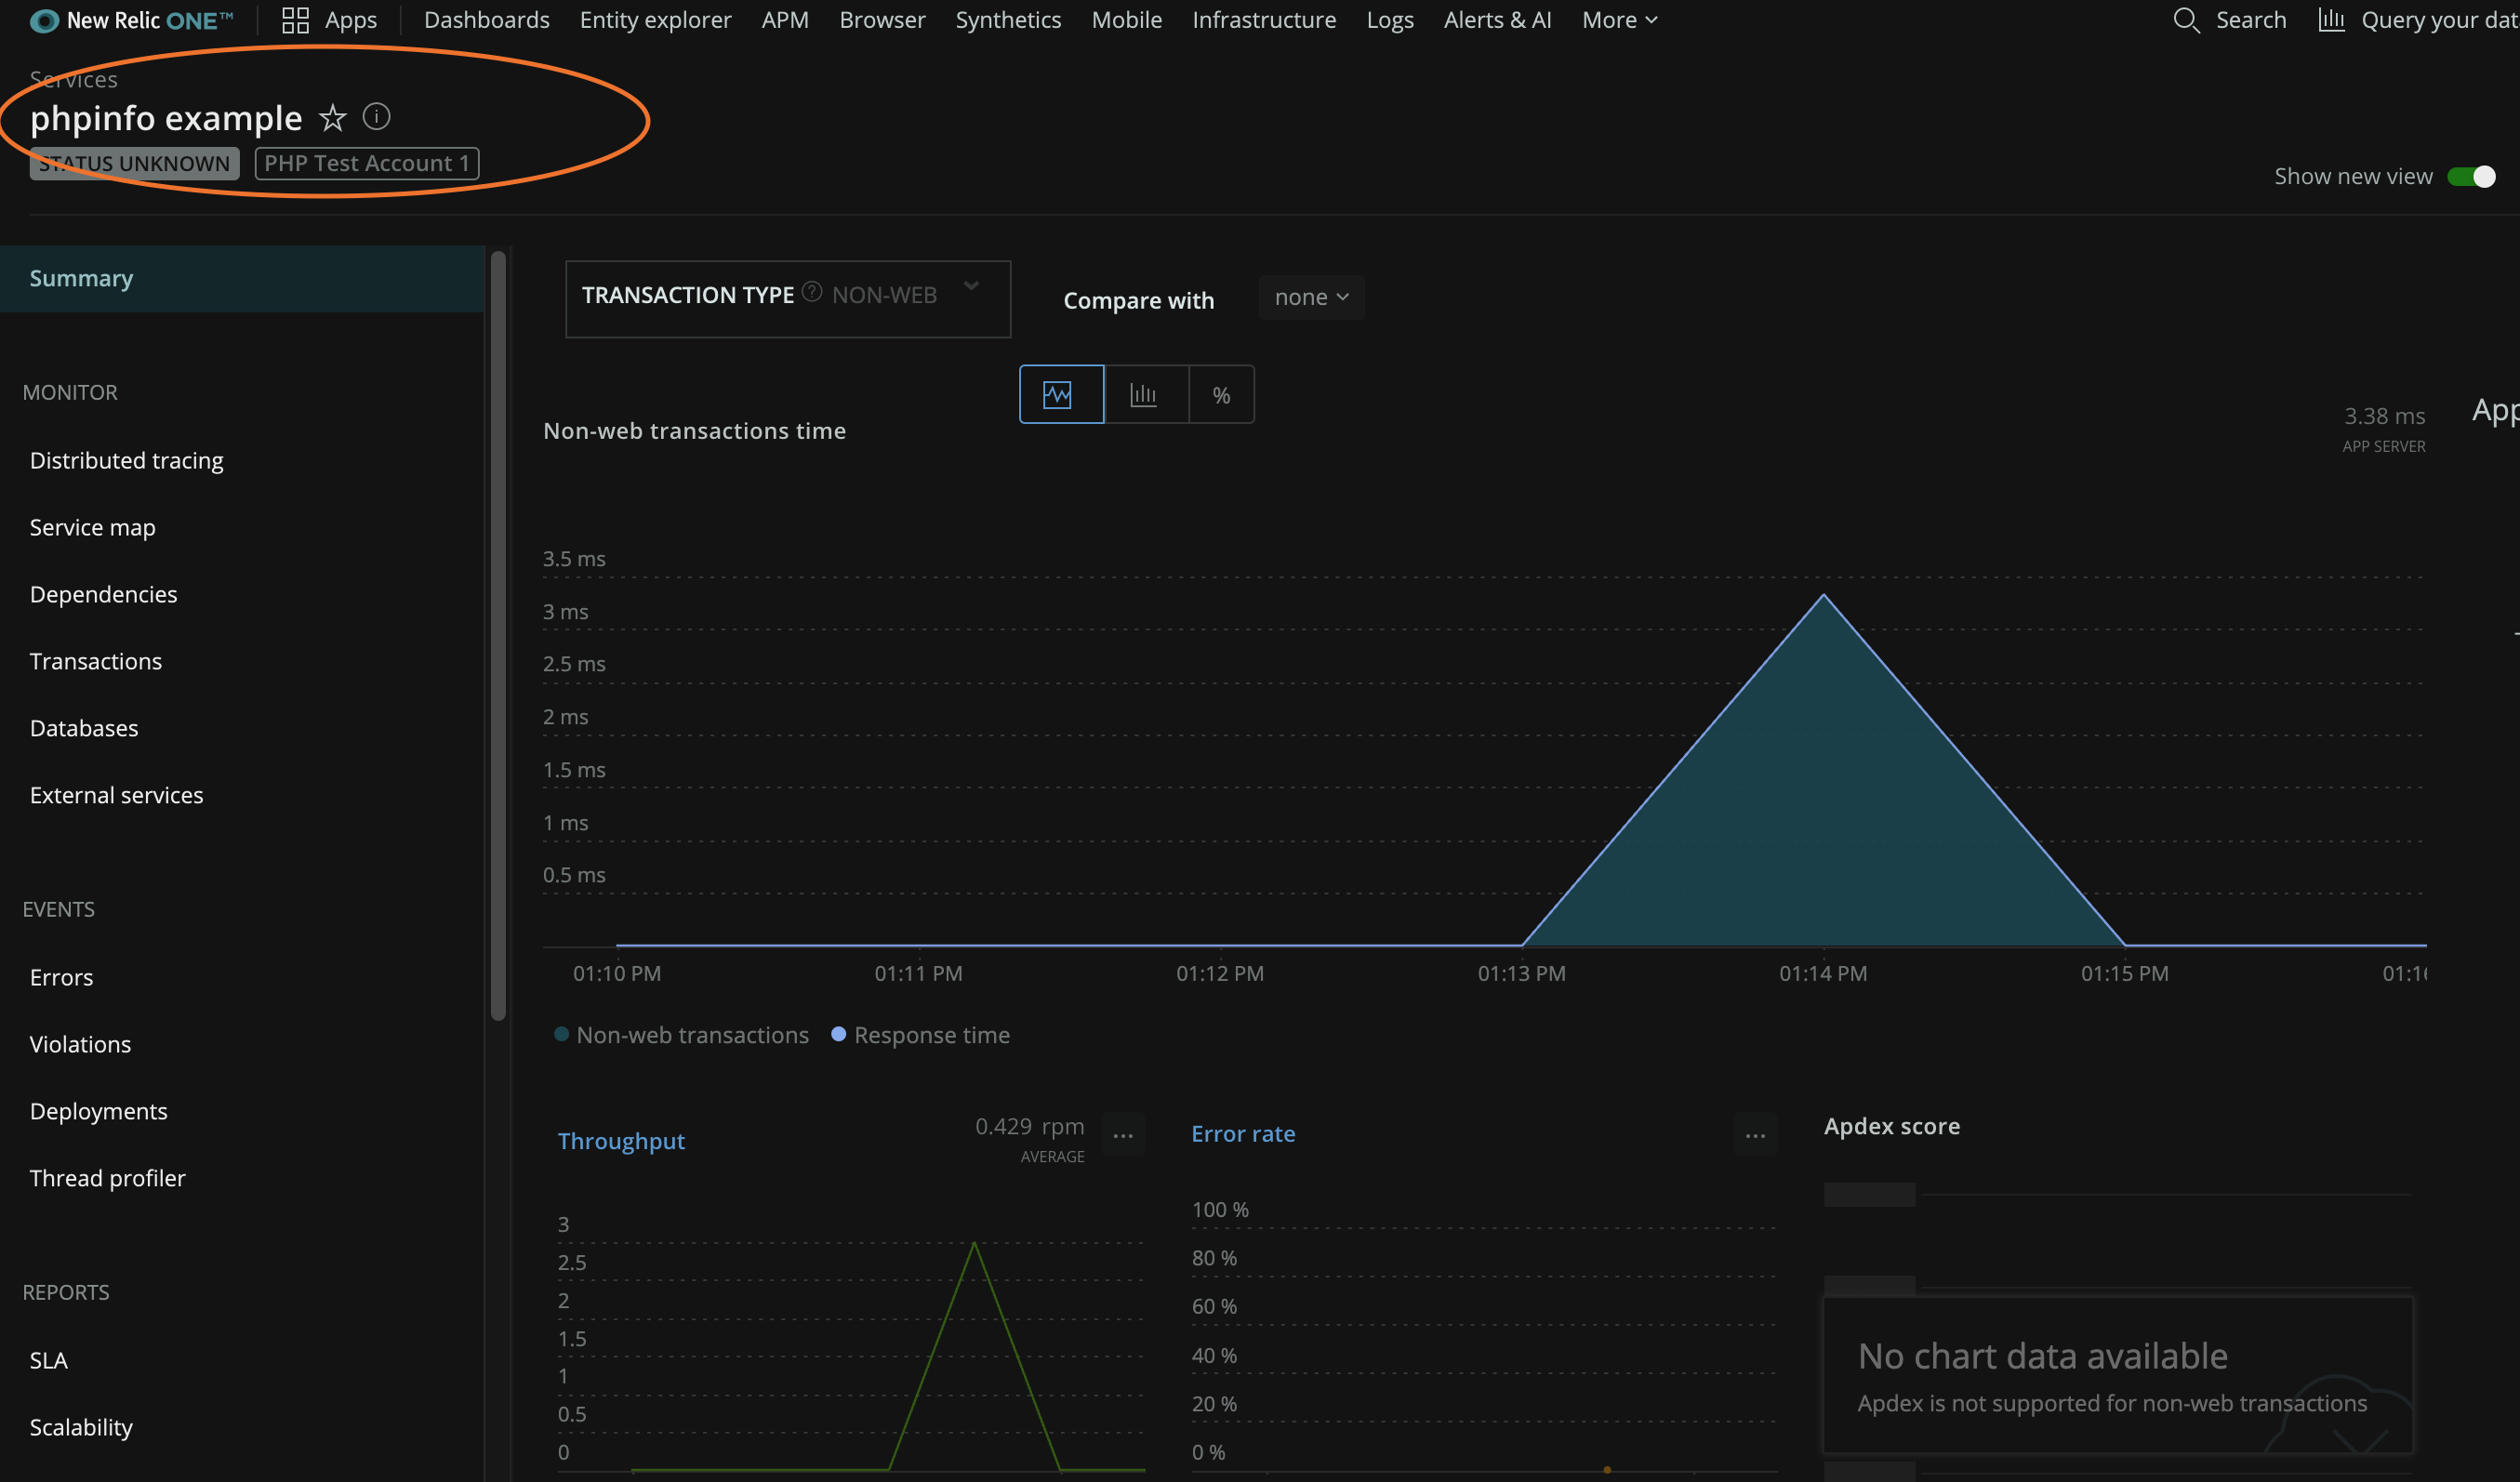 New Relic ONE™ Apps Dashboards Entity explorer APM Browser Synthetics Mobile Infrastructure Logs Alerts & AI More Search Query your dat
Services
phpinfo example
STATUS UNKNOWN PHP Test Account 1
Show new view
Summary
MONITOR
Distributed tracing
Service map
Dependencies
Transactions
Databases
External services
EVENTS
Errors
Violations
Deployments
Thread profiler
REPORTS
SLA
Scalability
TRANSACTION TYPE ? NON-WEB
Compare with none
%
Non-web transactions time
3.38 ms
APP SERVER
App
3.5 ms
3 ms
2.5 ms
2 ms
1.5 ms
1 ms
0.5 ms
01:10 PM 01:11 PM 01:12 PM 01:13 PM 01:14 PM 01:15 PM 01:16
Non-web transactions Response time
Throughput
0.429 rpm
AVERAGE
3
2.5
2
1.5
1
0.5
0
Error rate
100 %
80 %
60 %
40 %
20 %
0 %
Apdex score
No chart data available
Apdex is not supported for non-web transactions